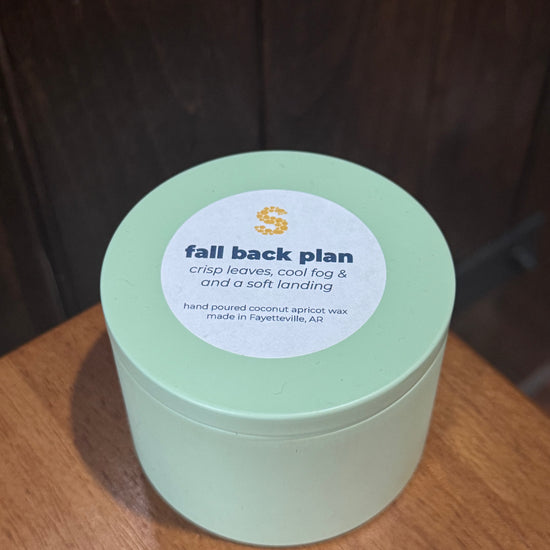 S
fall back plan
crisp leaves, cool fog &
and a soft landing
hand poured coconut apricot wax
made in Fayetteville, AR